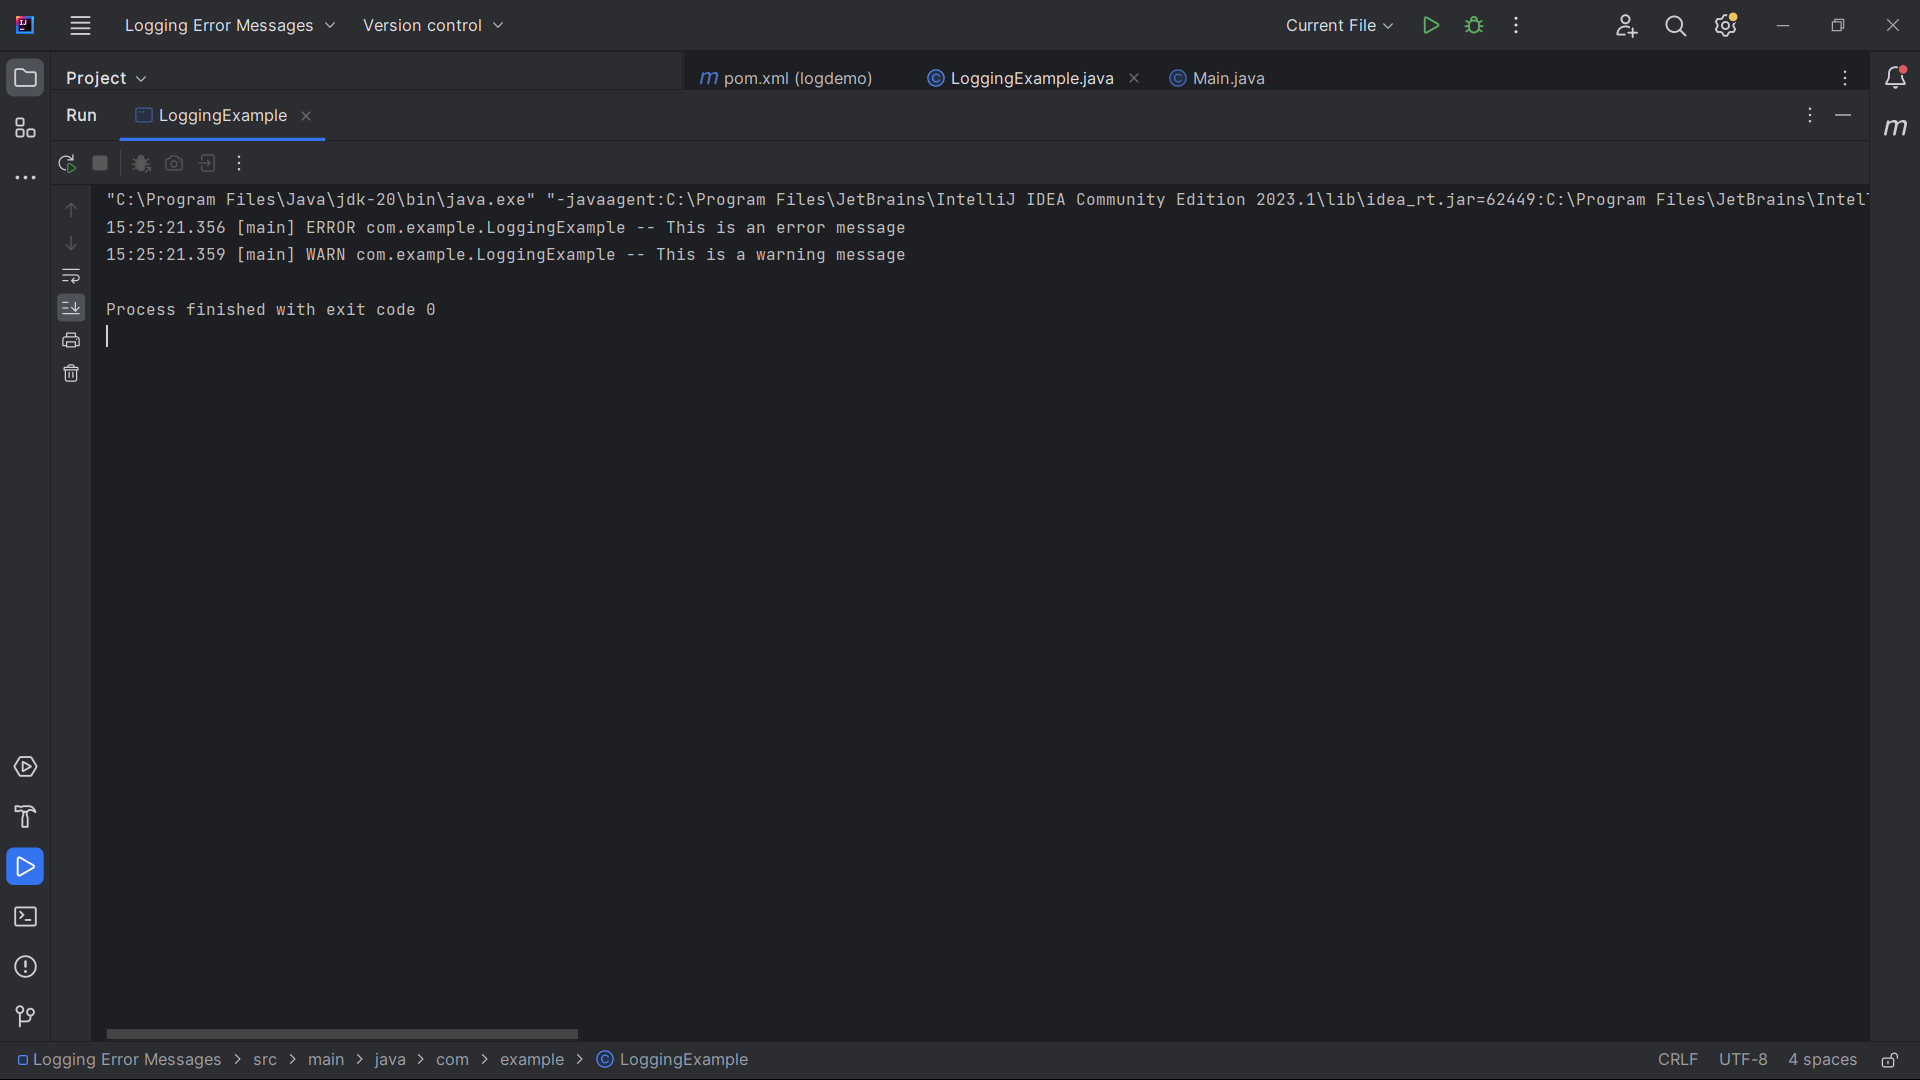 Logging Error Messages Version control Current File
Project pom.xml (logdemo) LoggingExample.java Main.java
Run LoggingExample
"C:\Program Files\Java\jdk-20\bin\java.exe" "-javaagent:C:\Program Files\JetBrains\IntelliJ IDEA Community Edition 2023.1\lib\idea_rt.jar=62449:C:\Program Files\JetBrains\Intel
15:25:21.356 [main] ERROR com.example.LoggingExample -- This is an error message
15:25:21.359 [main] WARN com.example.LoggingExample -- This is a warning message
Process finished with exit code 0
Logging Error Messages > src > main > java > com > example > LoggingExample CRLF UTF-8 4 spaces